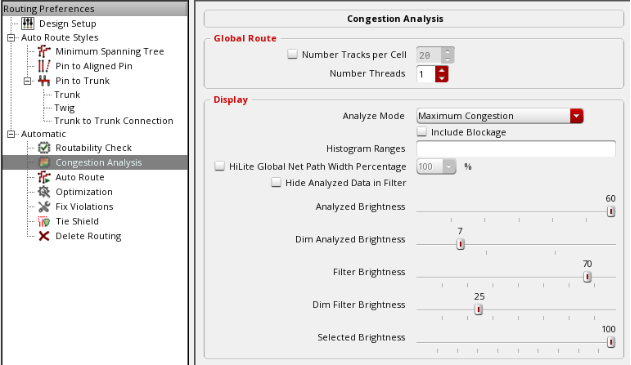 Routing Preferences
Design Setup
Auto Route Styles
Minimum Spanning Tree
Pin to Aligned Pin
Pin to Trunk
Trunk
Twig
Trunk to Trunk Connection
Automatic
Routability Check
Congestion Analysis
Auto Route
Optimization
Fix Violations
Tie Shield
Delete Routing
Congestion Analysis
Global Route
Number Tracks per Cell 20
Number Threads 1
Display
Analyze Mode Maximum Congestion
Include Blockage
Histogram Ranges
HiLite Global Net Path Width Percentage 100 %
Hide Analyzed Data in Filter
60
Analyzed Brightness
7
Dim Analyzed Brightness
70
Filter Brightness
25
Dim Filter Brightness
100
Selected Brightness